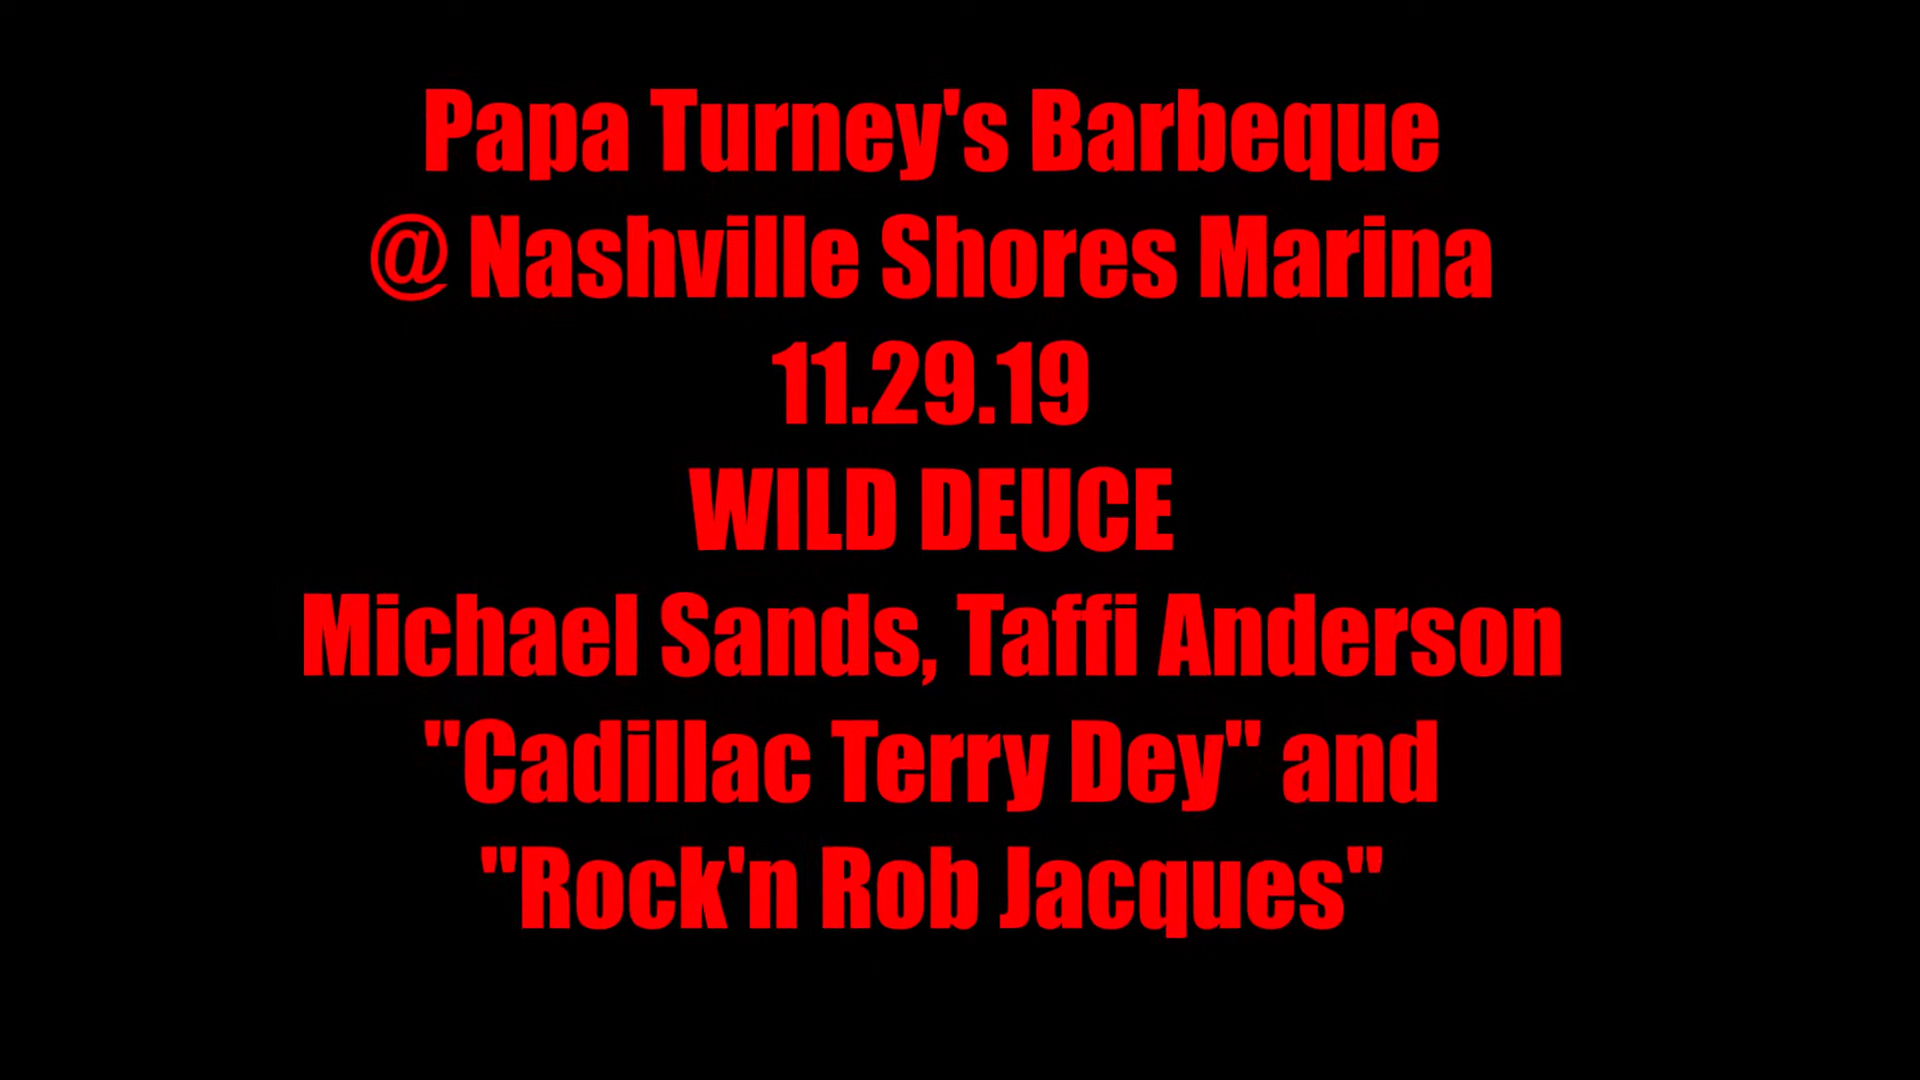 Papa Turney's Barbeque
@ Nashville Shores Marina
11.29.19
WILD DEUCE
Michael Sands, Taffi Anderson
"Cadillac Terry Dey" and
"Rock'n Rob Jacques"